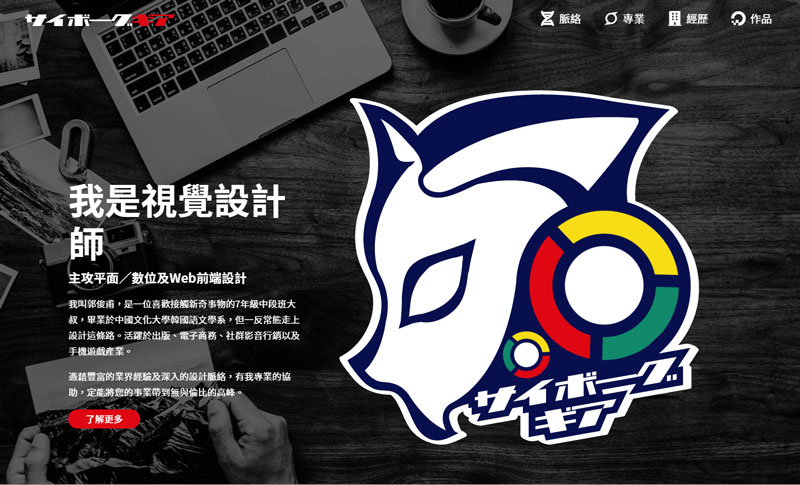 サイボーグギア
脈絡
專業
經歷
作品
我是視覺設計
師
主攻平面／數位及Web前端設計
我叫郭俊甫，是一位喜歡接觸新奇事物的7年級中段班大
叔，畢業於中國文化大學韓國語文學系，但一反常態走上
設計這條路。活躍於出版、電子商務、社群影音行銷以及
手機遊戲產業。
憑藉豐富的業界經驗及深入的設計脈絡，有我專業的協
助，定能將您的事業帶到無與倫比的高峰。
了解更多
サイボーグ
ギア